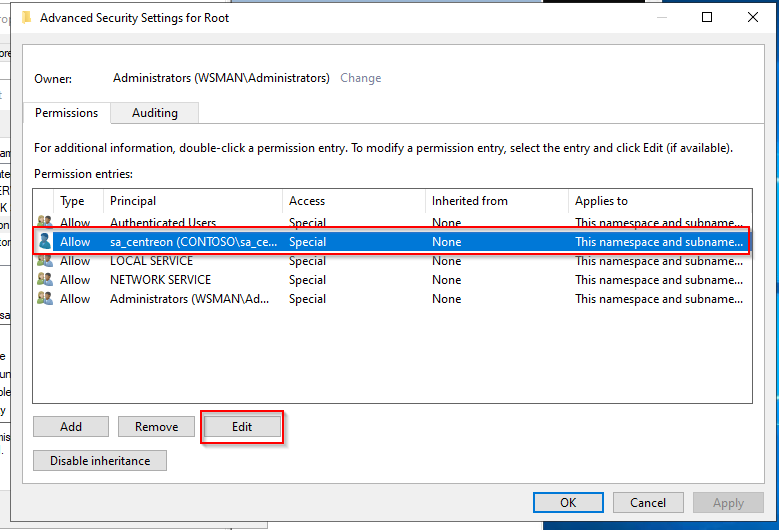 Advanced Security Settings for Root
Owner: Administrators (WSMAN\Administrators) Change
Permissions Auditing
For additional information, double-click a permission entry. To modify a permission entry, select the entry and click Edit (if available).
Permission entries:
Type Principal Access Inherited from Applies to
Allow Authenticated Users Special None This namespace and subname...
Allow sa_centreon (CONTOSO\sa_ce... Special None This namespace and subname...
Allow LOCAL SERVICE Special None This namespace and subname...
Allow NETWORK SERVICE Special None This namespace and subname...
Allow Administrators (WSMAN\Ad... Special None This namespace and subname...
Add Remove Edit
Disable inheritance
OK Cancel Apply